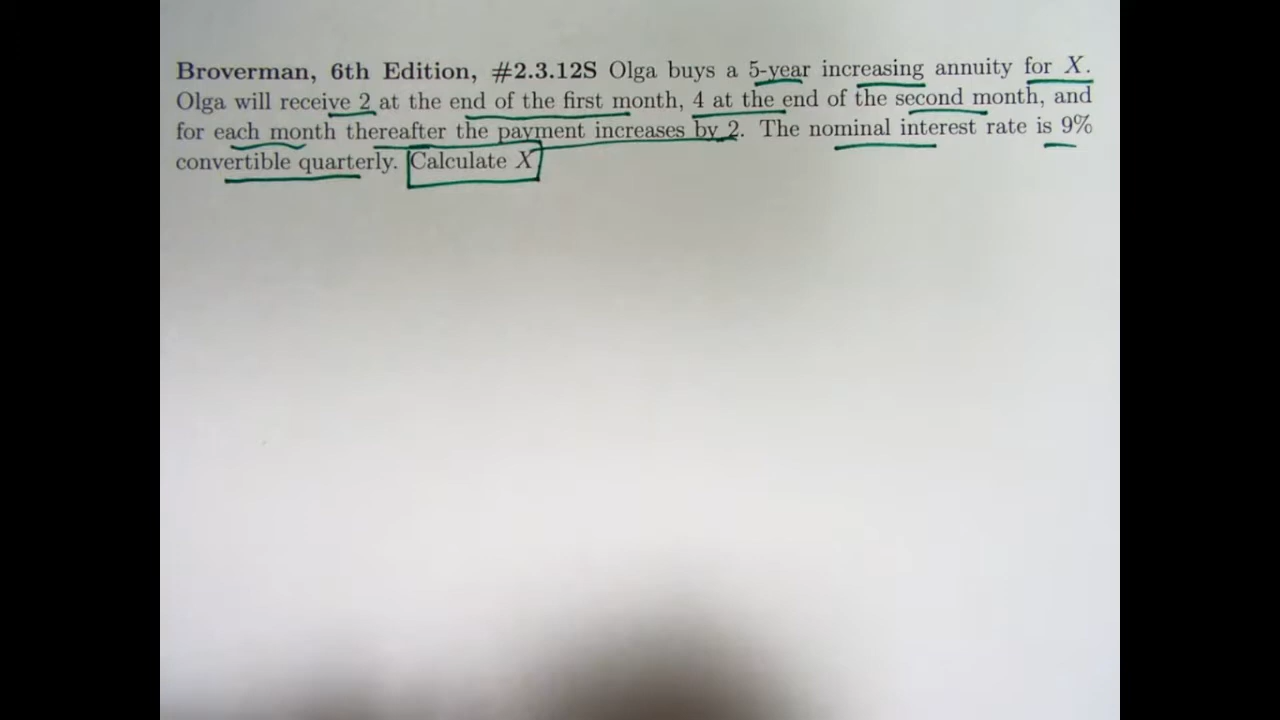 Broverman, 6th Edition, #2.3.12S Olga buys a 5-year increasing annuity for X.
Olga will receive 2 at the end of the first month, 4 at the end of the second month, and
for each month thereafter the payment increases by 2. The nominal interest rate is 9%
convertible quarterly. Calculate X